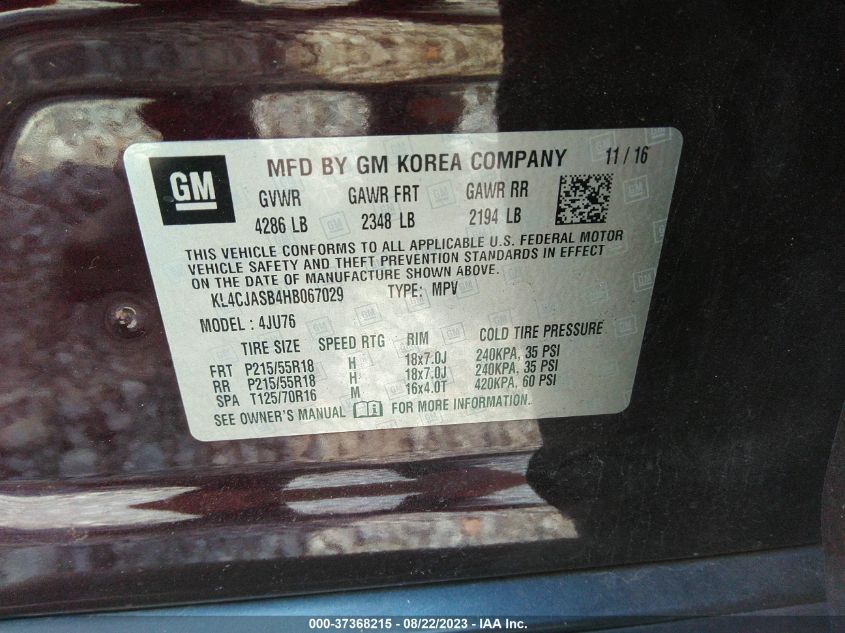 GM
MFD BY GM KOREA COMPANY 11 / 16
GVWR GAWR FRT GAWR RR
4286 LB 2348 LB 2194 LB
THIS VEHICLE CONFORMS TO ALL APPLICABLE U.S. FEDERAL MOTOR
VEHICLE SAFETY AND THEFT PREVENTION STANDARDS IN EFFECT
ON THE DATE OF MANUFACTURE SHOWN ABOVE.
KL4CJASB4HB067029 TYPE: MPV
MODEL: 4JU76
TIRE SIZE SPEED RTG RIM COLD TIRE PRESSURE
FRT P215/55R18 H 18x7.0J 240KPA, 35 PSI
RR P215/55R18 H 18x7.0J 240KPA, 35 PSI
SPA T125/70R16 M 16x4.0T 420KPA, 60 PSI
SEE OWNER'S MANUAL FOR MORE INFORMATION.
000-37368215 - 08/22/2023 - IAA Inc.